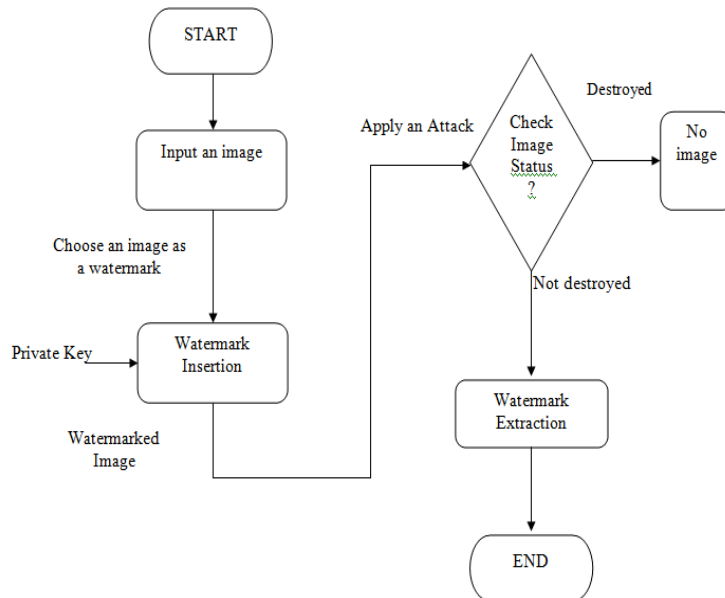 START
Input an image
Choose an image as
a watermark
Private Key
Watermark
Insertion
Watermarked
Image
Apply an Attack
Check
Image
Status
?
Destroyed
No
image
Not destroyed
Watermark
Extraction
END